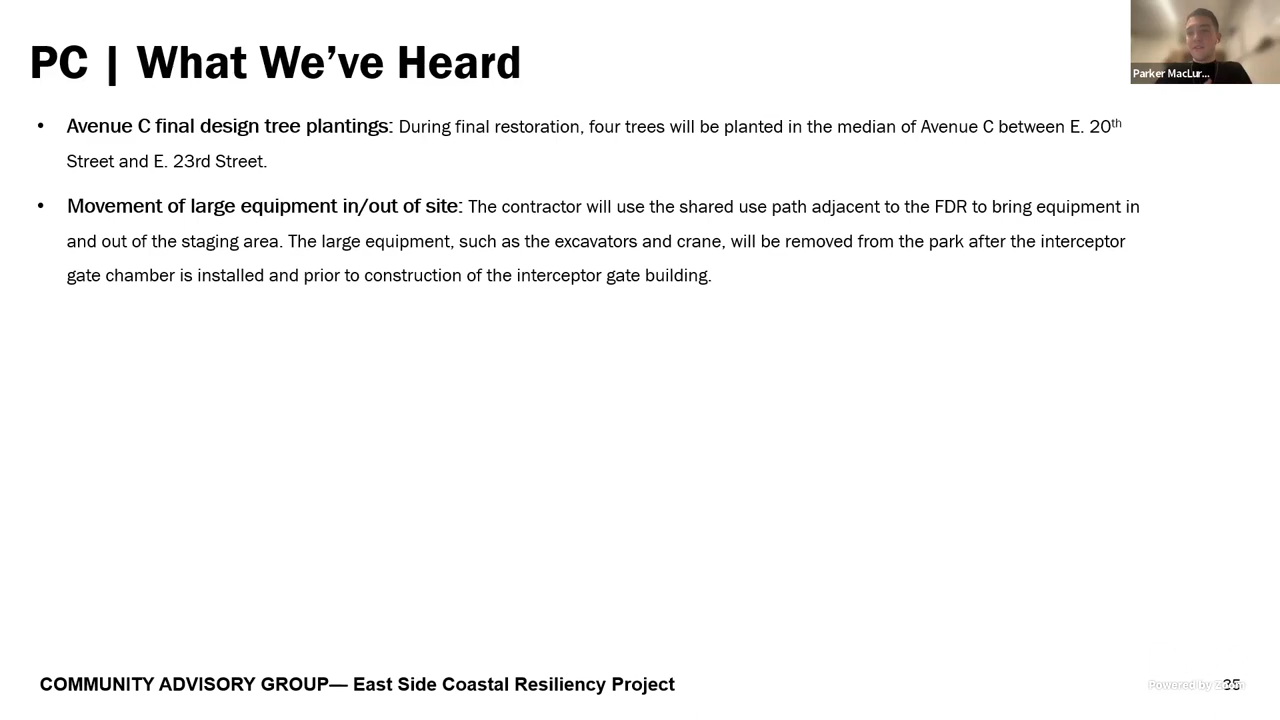 PC | What We’ve Heard
Parker MacLur...
• Avenue C final design tree plantings: During final restoration, four trees will be planted in the median of Avenue C between E. 20th
Street and E. 23rd Street.
• Movement of large equipment in/out of site: The contractor will use the shared use path adjacent to the FDR to bring equipment in
and out of the staging area. The large equipment, such as the excavators and crane, will be removed from the park after the interceptor
gate chamber is installed and prior to construction of the interceptor gate building.
COMMUNITY ADVISORY GROUP— East Side Coastal Resiliency Project
Powered by Zoom
35